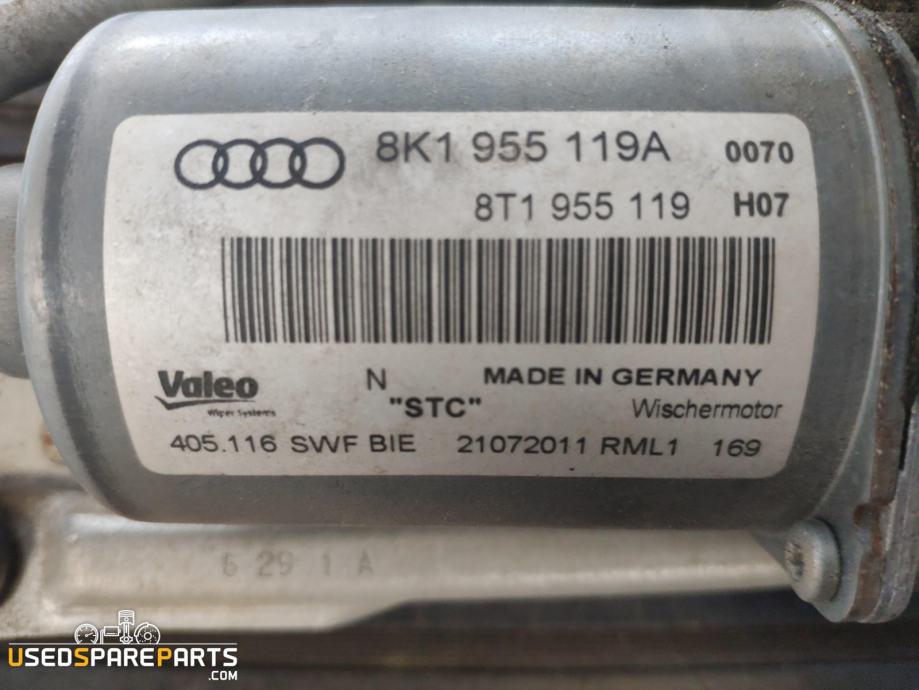 8K1 955 119A 0070
8T1 955 119 H07
Valeo N MADE IN GERMANY
Wiper Systems "STC" Wischermotor
405.116 SWF BIE 21072011 RML1 169
6 29 1 A
USEDSPAREPARTS
.COM